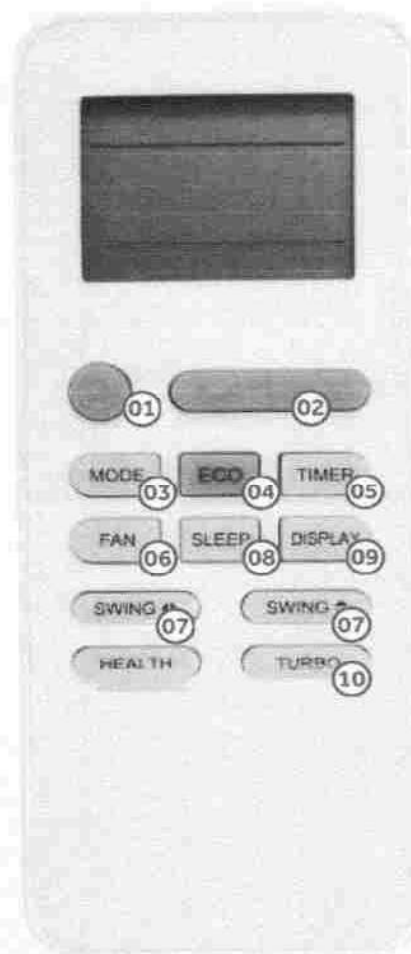 01 02
MODE 03 ECO 04 TIMER 05
FAN 06 SLEEP 08 DISPLAY 09
SWING 07 SWING 07
HEALTH TURBO 10